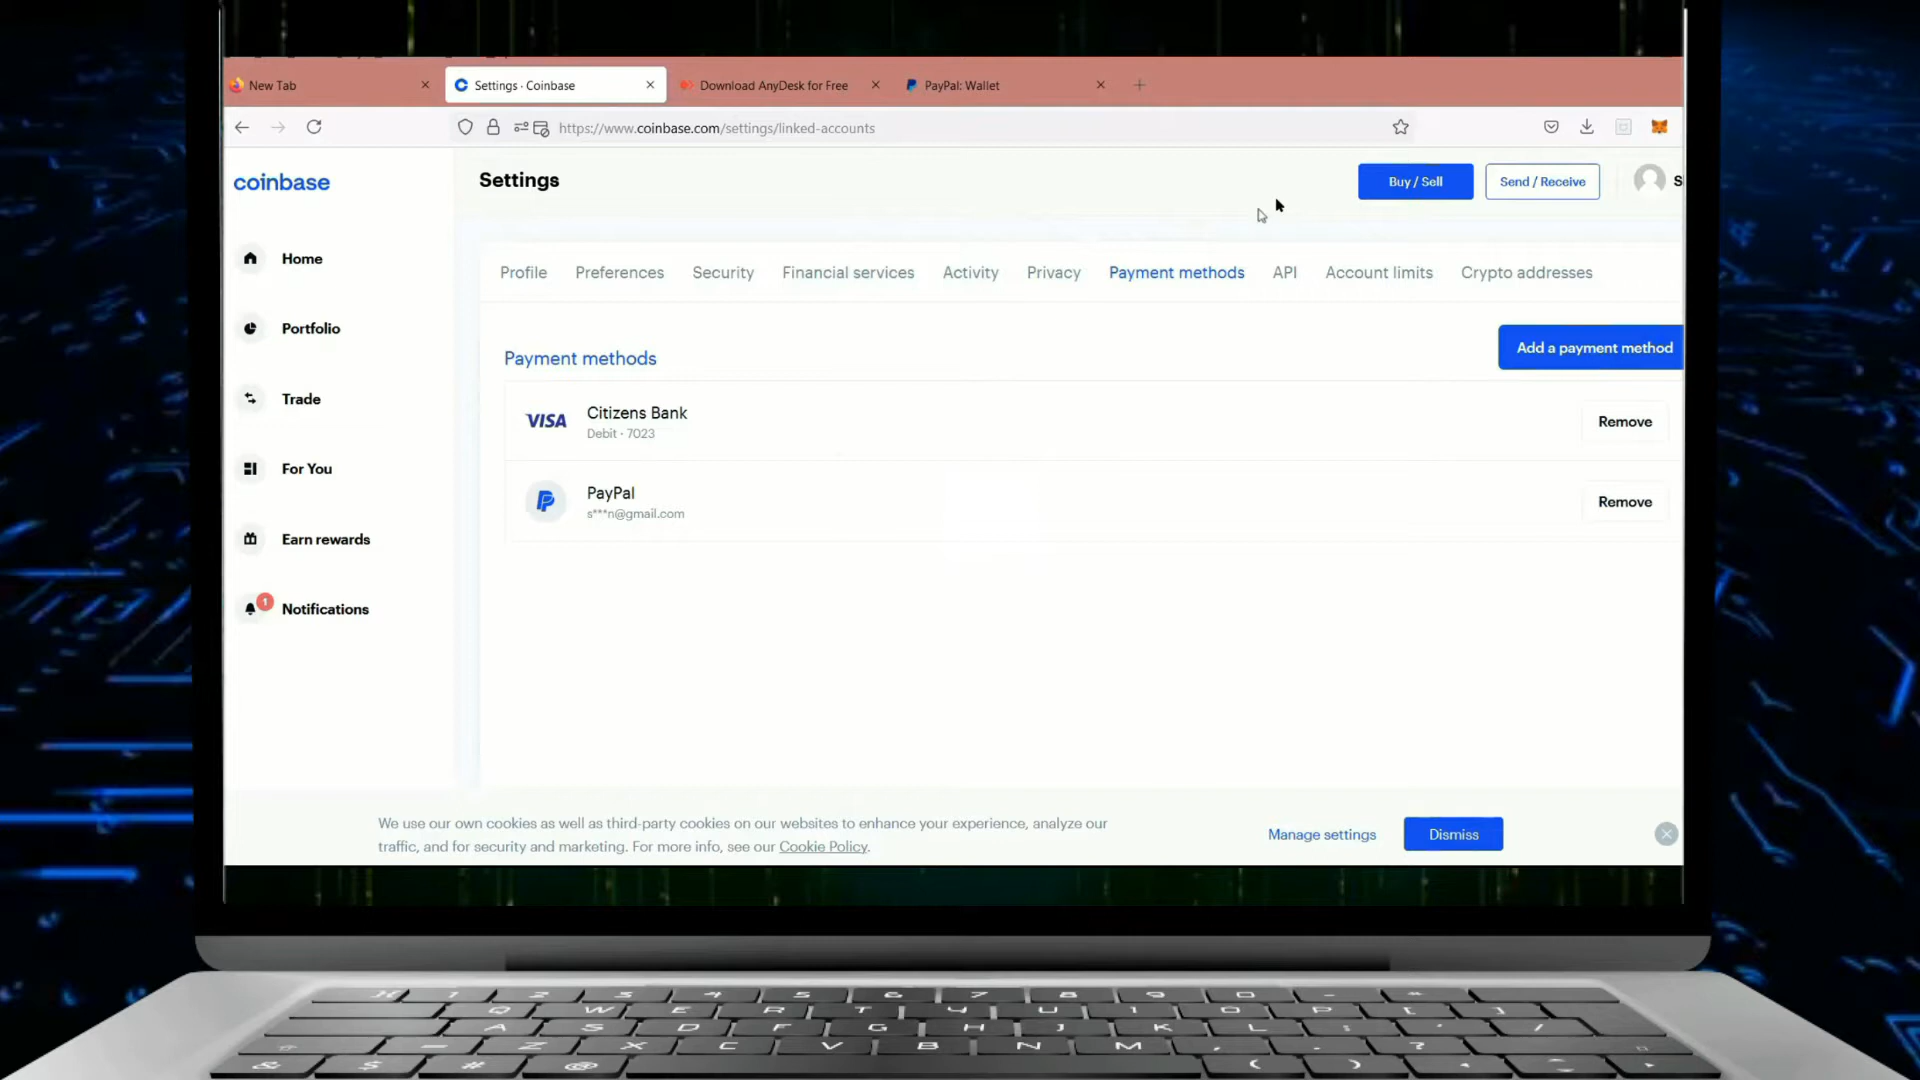 New Tab
Settings · Coinbase
Download AnyDesk for Free
PayPal: Wallet
https://www.coinbase.com/settings/linked-accounts
coinbase
Settings
Buy / Sell
Send / Receive
S
Home
Portfolio
Trade
For You
Earn rewards
1
Notifications
Profile
Preferences
Security
Financial services
Activity
Privacy
Payment methods
API
Account limits
Crypto addresses
Payment methods
Add a payment method
VISA
Citizens Bank
Debit · 7023
Remove
PayPal
s***n@gmail.com
Remove
We use our own cookies as well as third-party cookies on our websites to enhance your experience, analyze our
traffic, and for security and marketing. For more info, see our Cookie Policy.
Manage settings
Dismiss